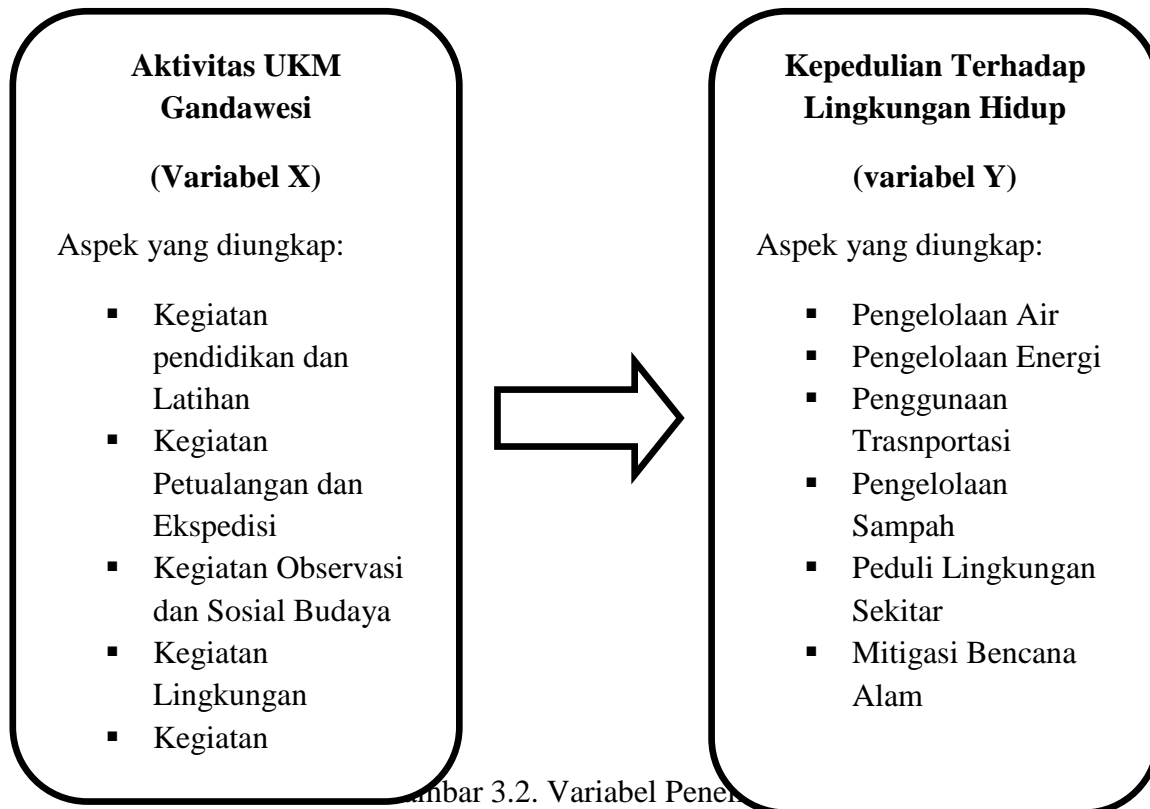 Aktivitas UKM
Gandawesi
(Variabel X)
Aspek yang diungkap:
▪ Kegiatan
pendidikan dan
Latihan
▪ Kegiatan
Petualangan dan
Ekspedisi
▪ Kegiatan Observasi
dan Sosial Budaya
▪ Kegiatan
Lingkungan
▪ Kegiatan
Kepedulian Terhadap
Lingkungan Hidup
(variabel Y)
Aspek yang diungkap:
▪ Pengelolaan Air
▪ Pengelolaan Energi
▪ Penggunaan
Trasnportasi
▪ Pengelolaan
Sampah
▪ Peduli Lingkungan
Sekitar
▪ Mitigasi Bencana
Alam
mbar 3.2. Variabel Pene